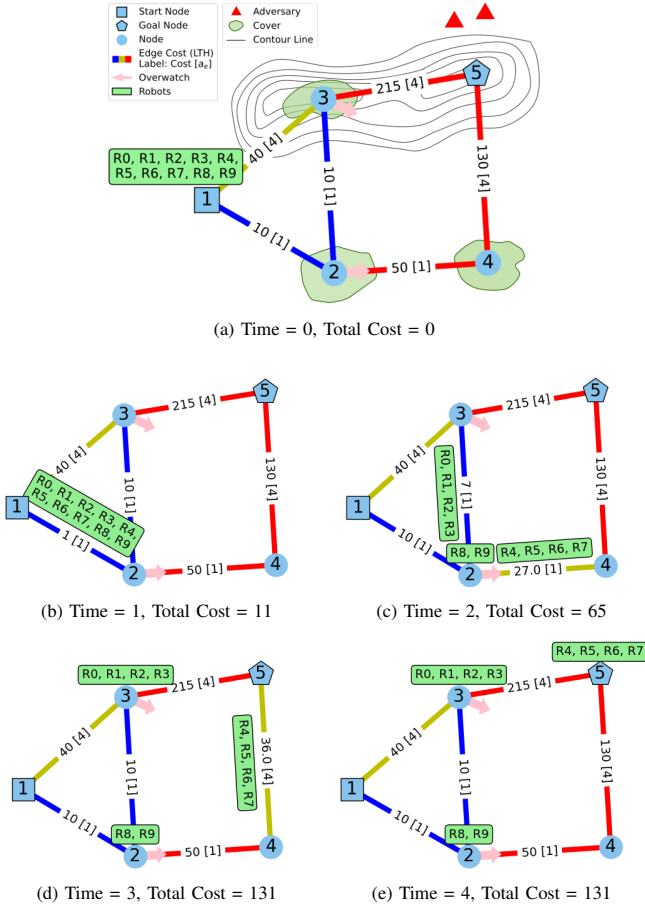 Start Node
Goal Node
Node
Edge Cost (LTH)
Label: Cost [a_e]
Overwatch
Robots
Adversary
Cover
Contour Line
R0, R1, R2, R3, R4,
R5, R6, R7, R8, R9
1
2
3
4
5
40 [4]
10 [1]
10 [1]
215 [4]
130 [4]
50 [1]
(a) Time = 0, Total Cost = 0
R0, R1, R2, R3, R4,
R5, R6, R7, R8, R9
1
2
3
4
5
40 [4]
1 [1]
10 [1]
215 [4]
130 [4]
50 [1]
(b) Time = 1, Total Cost = 11
R0, R1, R2, R3
R8, R9
R4, R5, R6, R7
1
2
3
4
5
40 [4]
10 [1]
7 [1]
215 [4]
130 [4]
27.0 [1]
(c) Time = 2, Total Cost = 65
R0, R1, R2, R3
R8, R9
R4, R5, R6, R7
1
2
3
4
5
40 [4]
10 [1]
10 [1]
215 [4]
36.0 [4]
50 [1]
(d) Time = 3, Total Cost = 131
R4, R5, R6, R7
R0, R1, R2, R3
R8, R9
1
2
3
4
5
40 [4]
10 [1]
10 [1]
215 [4]
130 [4]
50 [1]
(e) Time = 4, Total Cost = 131